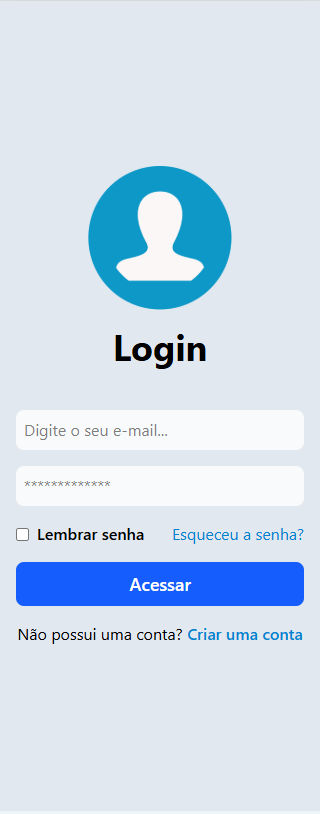 Login
Digite o seu e-mail...
*************
Lembrar senha Esqueceu a senha?
Acessar
Não possui uma conta? Criar uma conta